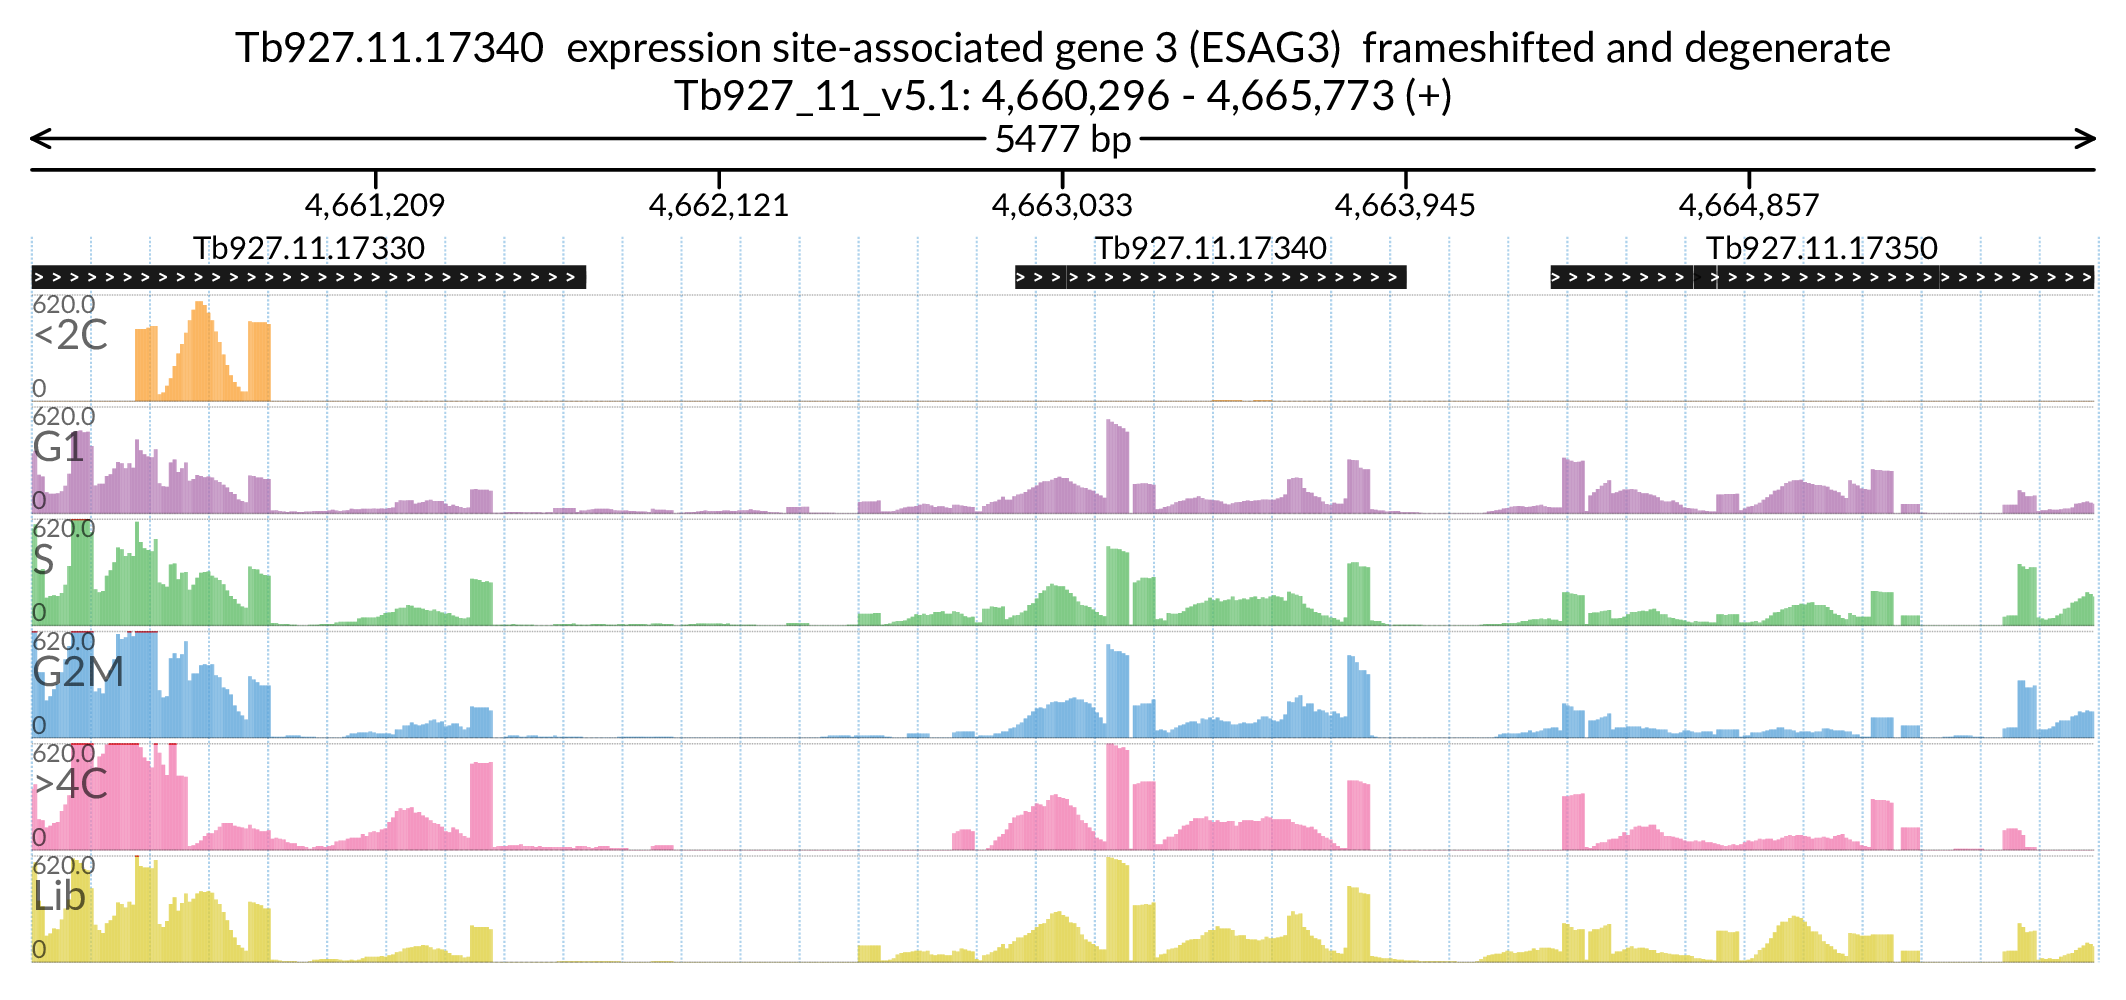 Tb927.11.17340  expression site-associated gene 3 (ESAG3)  frameshifted and degenerate
Tb927_11_v5.1: 4,660,296 - 4,665,773 (+)
5477 bp
4,661,209 4,662,121 4,663,033 4,663,945 4,664,857
Tb927.11.17330 Tb927.11.17340 Tb927.11.17350
620.0
<2C
0
620.0
G1
0
620.0
S
0
620.0
G2M
0
620.0
>4C
0
620.0
Lib
0